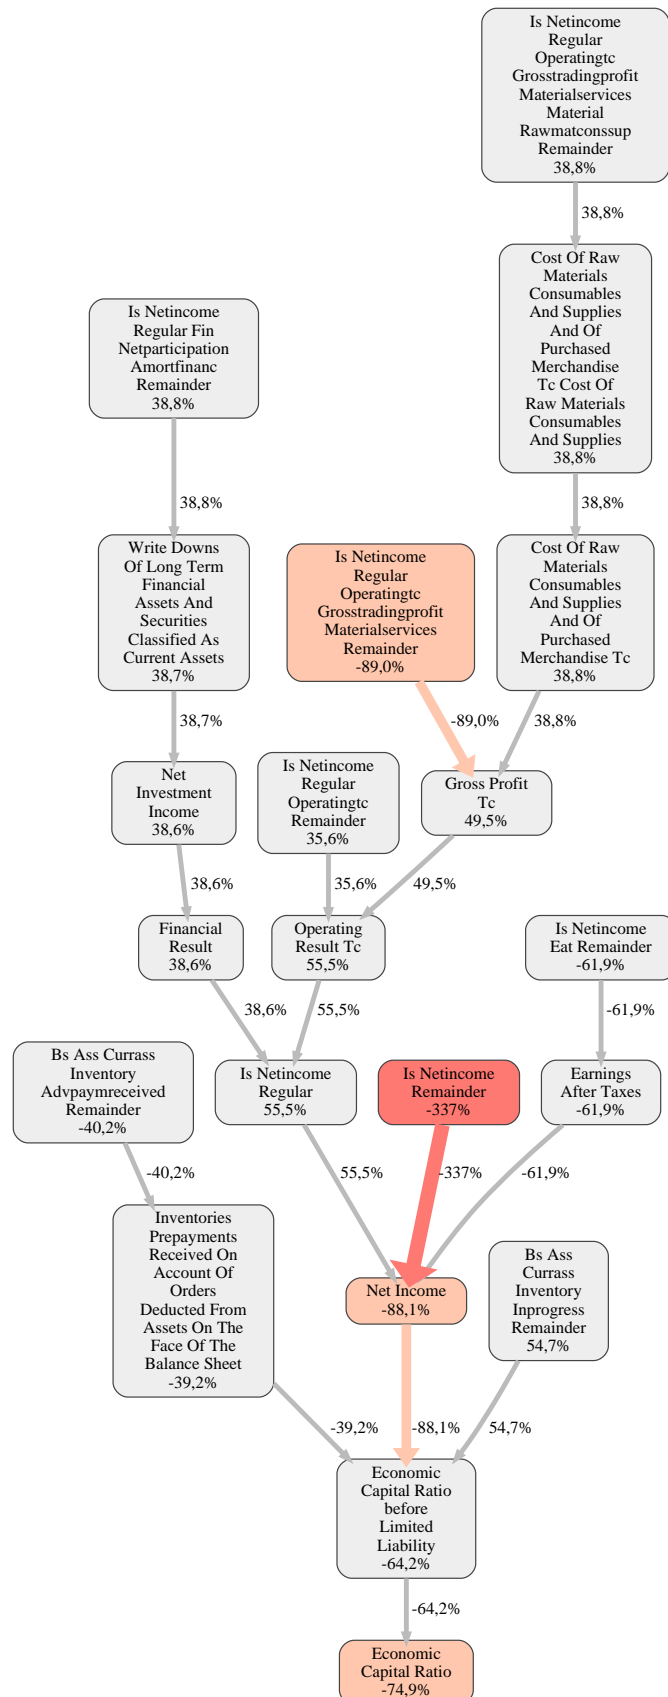 Is Netincome
Regular
Operatingtc
Grosstradingprofit
Materialservices
Material
Rawmatconssup
Remainder
38,8%
38,8%
Cost Of Raw
Materials
Consumables
And Supplies
And Of
Purchased
Merchandise
Tc Cost Of
Raw Materials
Consumables
And Supplies
38,8%
Is Netincome
Regular Fin
Netparticipation
Amortfinanc
Remainder
38,8%
38,8%
38,8%
Write Downs
Of Long Term
Financial
Assets And
Securities
Classified As
Current Assets
38,7%
Is Netincome
Regular
Operatingtc
Grosstradingprofit
Materialservices
Remainder
-89,0%
Cost Of Raw
Materials
Consumables
And Supplies
And Of
Purchased
Merchandise Tc
38,8%
38,7%
-89,0%
38,8%
Net
Investment
Income
38,6%
Is Netincome
Regular
Operatingtc
Remainder
35,6%
Gross Profit
Tc
49,5%
38,6%
35,6%
49,5%
Financial
Result
38,6%
Operating
Result Tc
55,5%
Is Netincome
Eat Remainder
-61,9%
38,6%
55,5%
-61,9%
Bs Ass Currass
Inventory
Advpaymreceived
Remainder
-40,2%
Is Netincome
Regular
55,5%
Is Netincome
Remainder
-337%
Earnings
After Taxes
-61,9%
-40,2%
55,5%
-337%
-61,9%
Inventories
Prepayments
Received On
Account Of
Orders
Deducted From
Assets On The
Face Of The
Balance Sheet
-39,2%
Net Income
-88,1%
Bs Ass
Currass
Inventory
Inprogress
Remainder
54,7%
-39,2%
-88,1%
54,7%
Economic
Capital Ratio
before
Limited
Liability
-64,2%
-64,2%
Economic
Capital Ratio
-74,9%